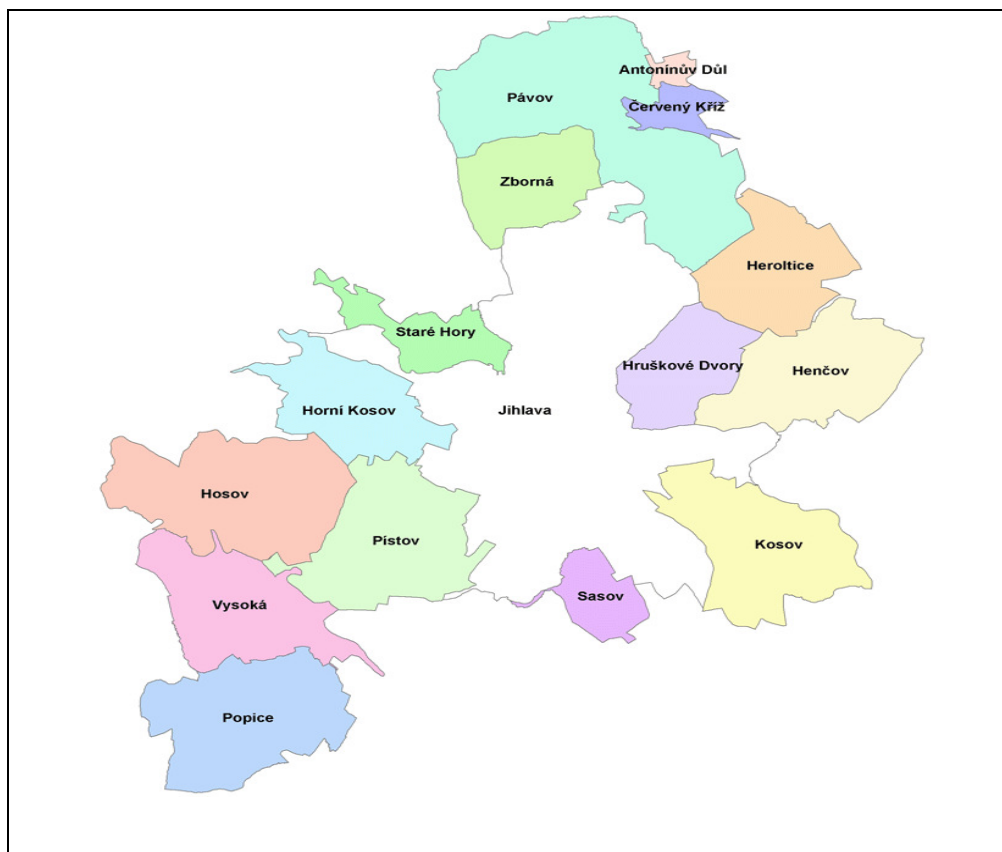 Antonínův Důl
Pávov
Červený Kříž
Zborná
Heroltice
Staré Hory
Hruškové Dvory
Henčov
Horní Kosov
Jihlava
Hosov
Pístov
Kosov
Sasov
Vysoká
Popice